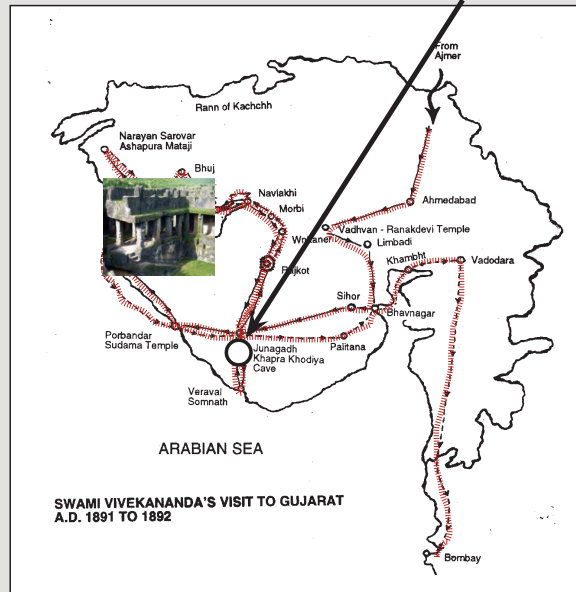 From
Ajmer
Rann of Kachchh
Narayan Sarovar
Ashapura Mataji
Bhuj
Navlakhi
Morbi
Ahmedabad
Vadhvan - Ranakdevi Temple
Limbadi
Khambht
Vadodara
Rajkot
Sihor
Bhavnagar
Porbandar
Sudama Temple
Palitana
Junagadh
Khapra Khodiya
Cave
Veraval
Somnath
ARABIAN SEA
SWAMI VIVEKANANDA'S VISIT TO GUJARAT
A.D. 1891 TO 1892
Bombay